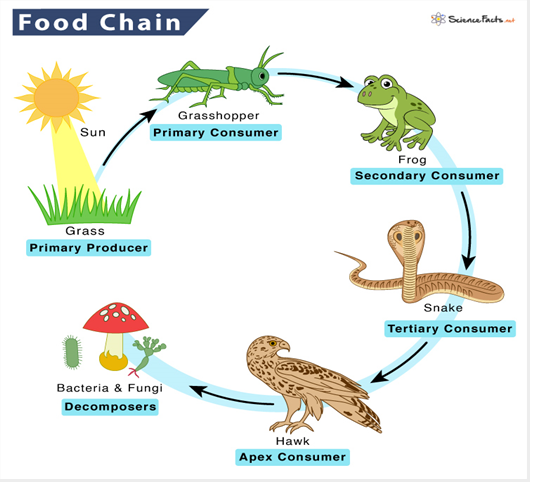 Food Chain
ScienceFacts.net
Sun
Grasshopper
Primary Consumer
Frog
Secondary Consumer
Grass
Primary Producer
Snake
Tertiary Consumer
Bacteria & Fungi
Decomposers
Hawk
Apex Consumer